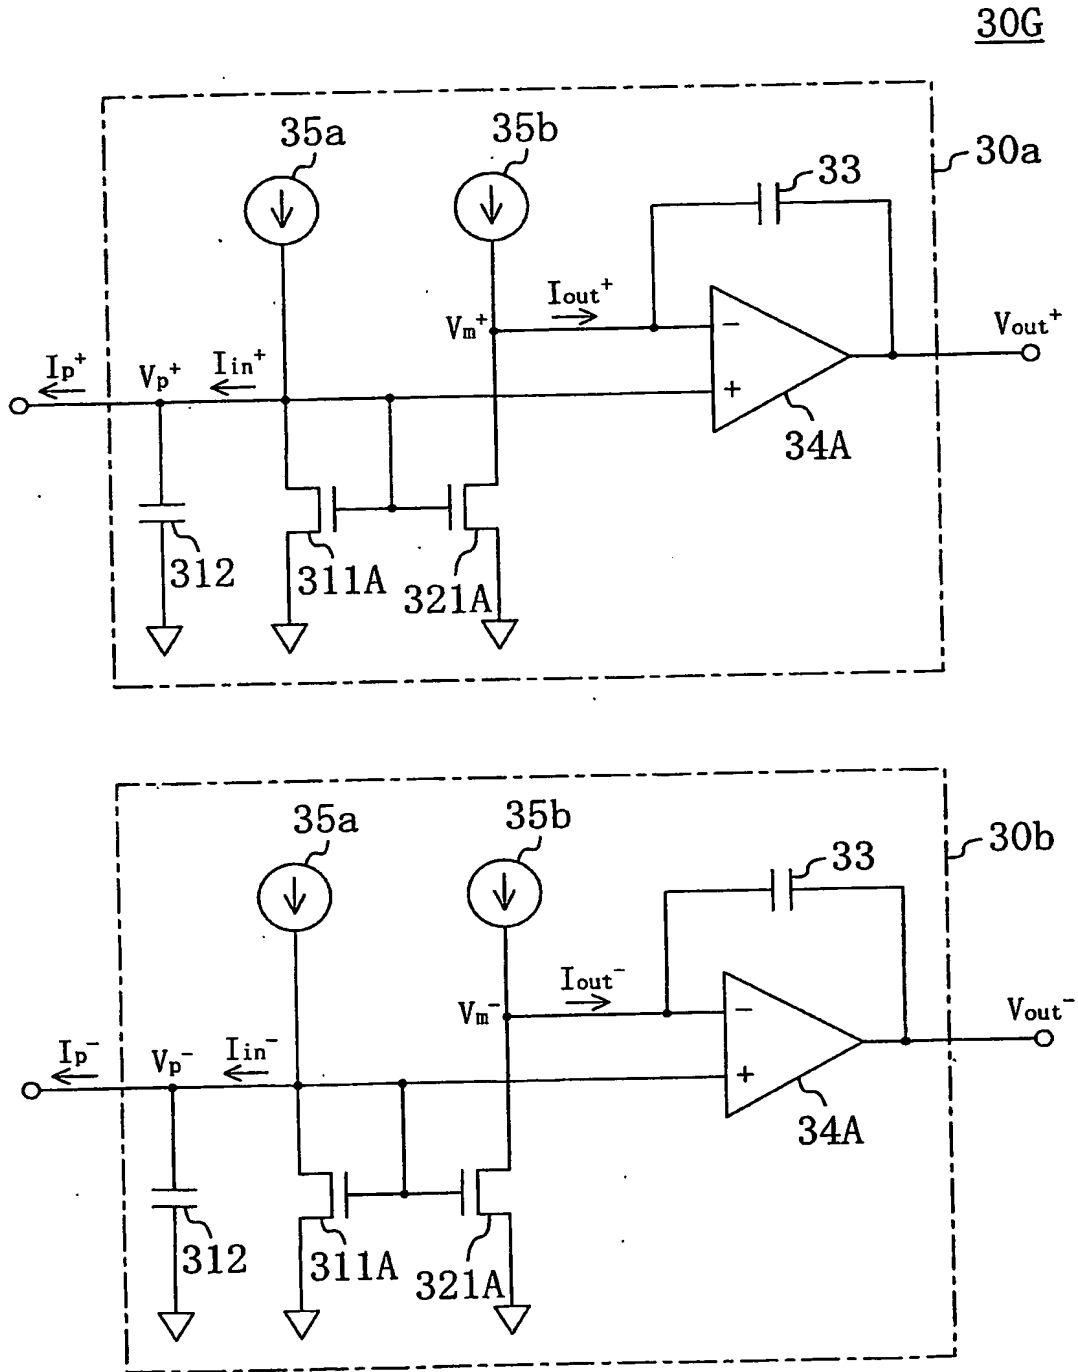 30G
30a
35a
35b
33
Iout+
Vm+
Vout+
Ip+
Vp+
Iin+
−
+
34A
312
311A
321A
30b
35a
35b
33
Iout−
Vm−
Vout−
Ip−
Vp−
Iin−
−
+
34A
312
311A
321A